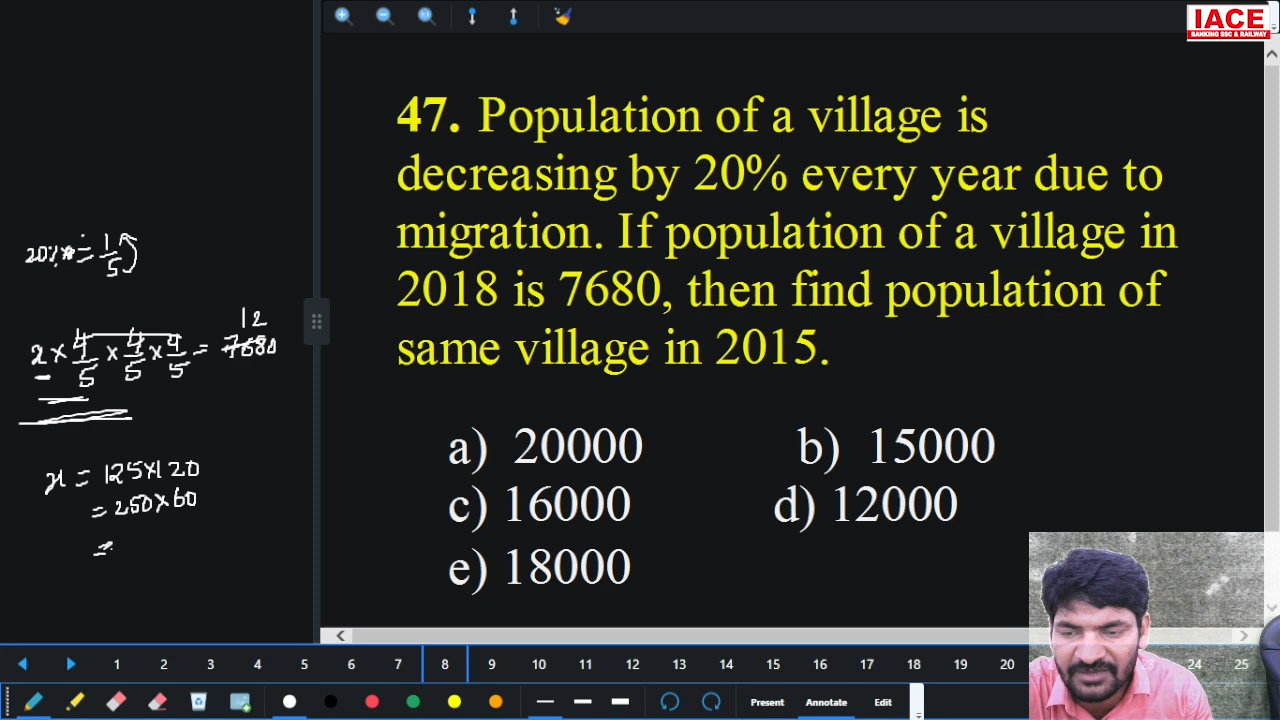 IACE
BANKING SSC & RAILWAY
47. Population of a village is
decreasing by 20% every year due to
migration. If population of a village in
2018 is 7680, then find population of
same village in 2015.
a) 20000
b) 15000
c) 16000
d) 12000
e) 18000
20% = 1/5
12
x × 4/5 × 4/5 × 4/5 = 7680
x = 125×120
= 250×60
=
1 2 3 4 5 6 7 8 9 10 11 12 13 14 15 16 17 18 19 20 23 24 25
Present Annotate Edit